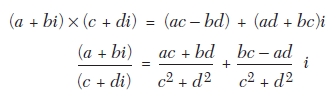 (a + bi) × (c + di) = (ac – bd) + (ad + bc)i
(a + bi) / (c + di) = (ac + bd) / (c² + d²) + (bc – ad) / (c² + d²) i